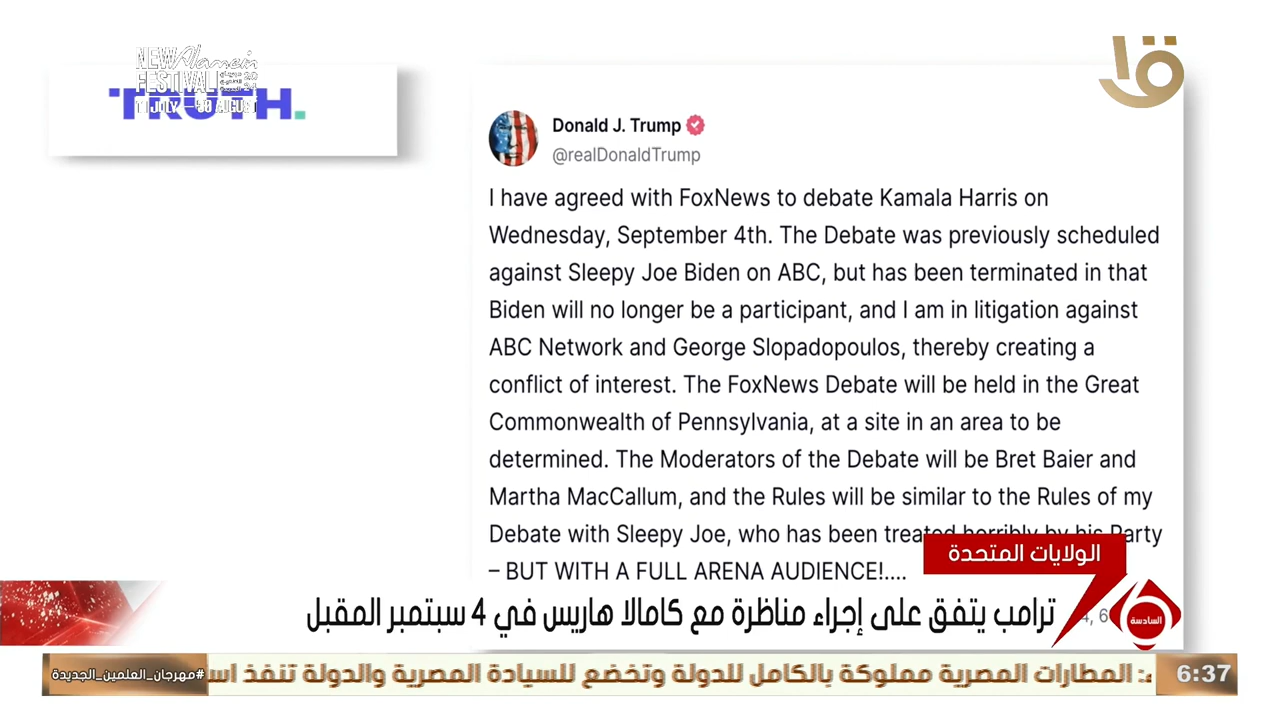 NEW Alamein
FESTIVAL
11 JULY — 30 AUGUST
TRUTH.
Donald J. Trump
@realDonaldTrump
I have agreed with FoxNews to debate Kamala Harris on
Wednesday, September 4th. The Debate was previously scheduled
against Sleepy Joe Biden on ABC, but has been terminated in that
Biden will no longer be a participant, and I am in litigation against
ABC Network and George Slopadopoulos, thereby creating a
conflict of interest. The FoxNews Debate will be held in the Great
Commonwealth of Pennsylvania, at a site in an area to be
determined. The Moderators of the Debate will be Bret Baier and
Martha MacCallum, and the Rules will be similar to the Rules of my
Debate with Sleepy Joe, who has been treated horribly by his Party
– BUT WITH A FULL ARENA AUDIENCE!....
الولايات المتحدة
ترامب يتفق على إجراء مناظرة مع كامالا هاريس في 4 سبتمبر المقبل
السادسة
6:37
المطارات المصرية مملوكة بالكامل للدولة وتخضع للسيادة المصرية والدولة تنفذ
#مهرجان_العلمين_الجديدة